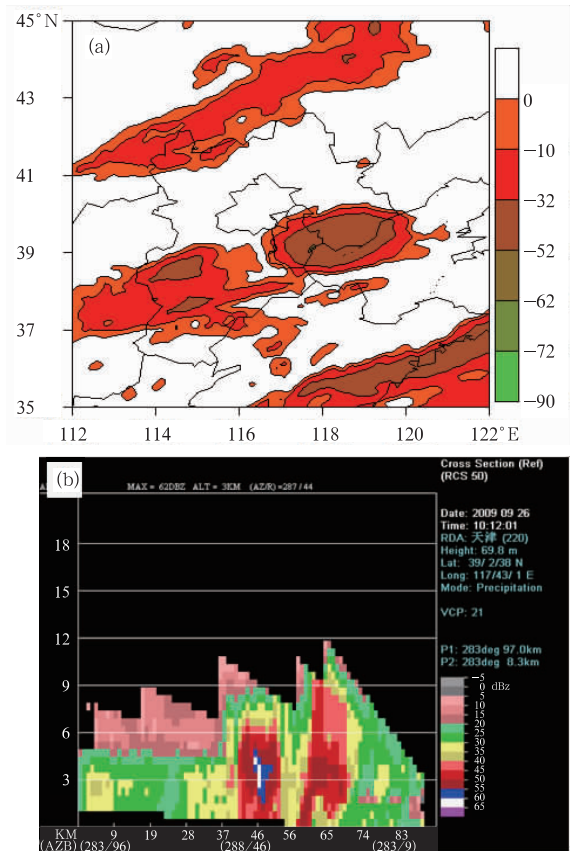 45°N
(a)
43
41
39
37
35
112
114
116
118
120
122°E
0
−10
−32
−52
−62
−72
−90
(b)
MAX = 62DBZ ALT = 3KM (AZ/R)=287/44
18
15
12
9
6
3
KM
9
19
28
37
46
56
65
74
83
(AZB)
(283/96)
(288/46)
(283/9)
Cross Section (Ref)
(RCS 50)
Date: 2009 09 26
Time: 10:12:01
RDA: 天津 (220)
Height: 69.8 m
Lat: 39/ 2/38 N
Long: 117/43/ 1 E
Mode: Precipitation
VCP: 21
P1: 283deg 97.0km
P2: 283deg 8.3km
−5
0 dBz
5
10
15
20
25
30
35
40
45
50
55
60
65